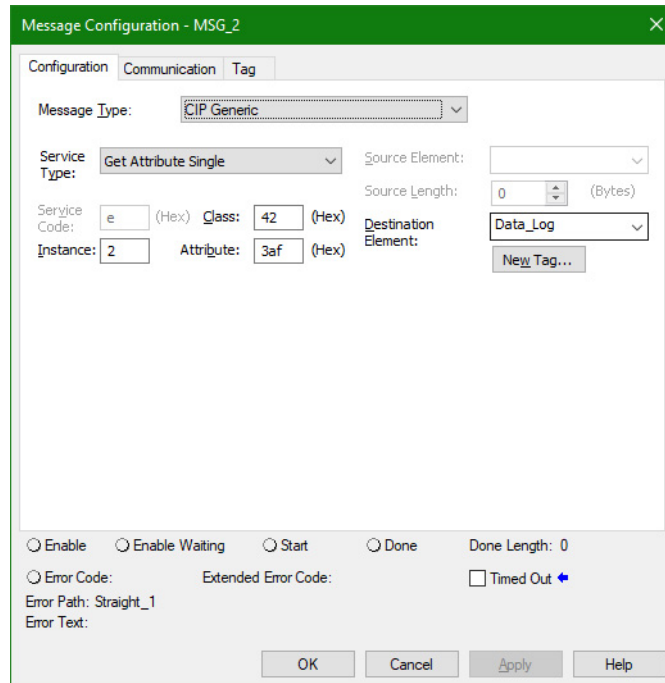 Message Configuration - MSG_2
Configuration Communication Tag
Message Type: CIP Generic
Service Type: Get Attribute Single
Source Element:
Source Length: 0 (Bytes)
Service Code: e (Hex) Class: 42 (Hex)
Destination Element: Data_Log
Instance: 2 Attribute: 3af (Hex)
New Tag...
Enable Enable Waiting Start Done Done Length: 0
Error Code: Extended Error Code: Timed Out
Error Path: Straight_1
Error Text:
OK Cancel Apply Help